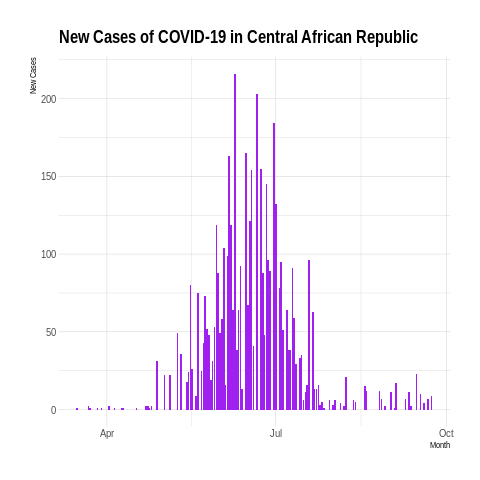 New Cases of COVID-19 in Central African Republic
New Cases
200
150
100
50
0
Apr
Jul
Oct
Month